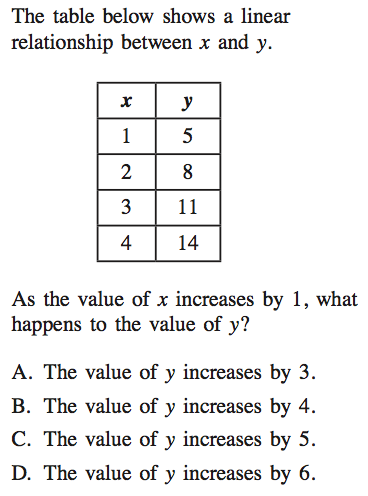 The table below shows a linear
relationship between x and y.
x y
1 5
2 8
3 11
4 14
As the value of x increases by 1, what
happens to the value of y?
A. The value of y increases by 3.
B. The value of y increases by 4.
C. The value of y increases by 5.
D. The value of y increases by 6.